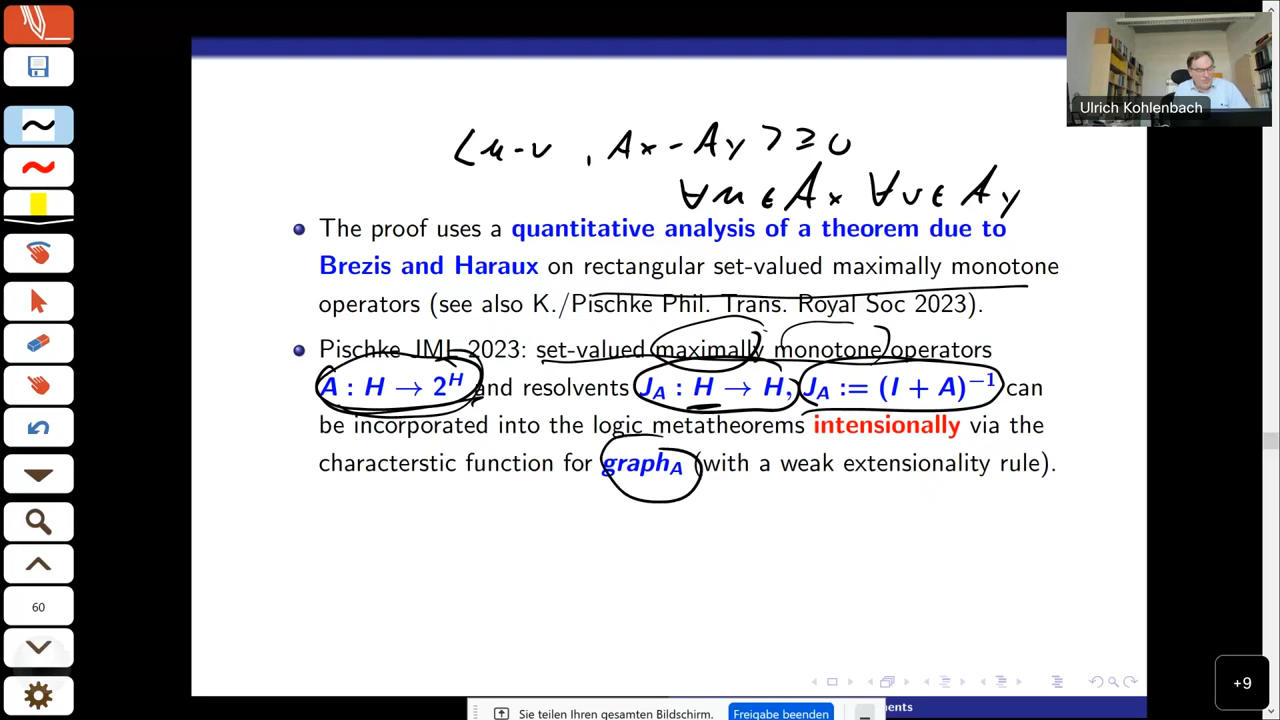 Ulrich Kohlenbach
⟨u-v , Ax - Ay⟩ ≥ 0
∀u ∈ Ax ∀v ∈ Ay
The proof uses a quantitative analysis of a theorem due to
Brezis and Haraux on rectangular set-valued maximally monotone
operators (see also K./Pischke Phil. Trans. Royal Soc 2023).
Pischke JML 2023: set-valued maximally monotone operators
A : H → 2^H and resolvents J_A : H → H, J_A := (I + A)^{-1} can
be incorporated into the logic metatheorems intensionally via the
characterstic function for graph_A (with a weak extensionality rule).
60
+9
ments
Sie teilen Ihren gesamten Bildschirm.
Freigabe beenden